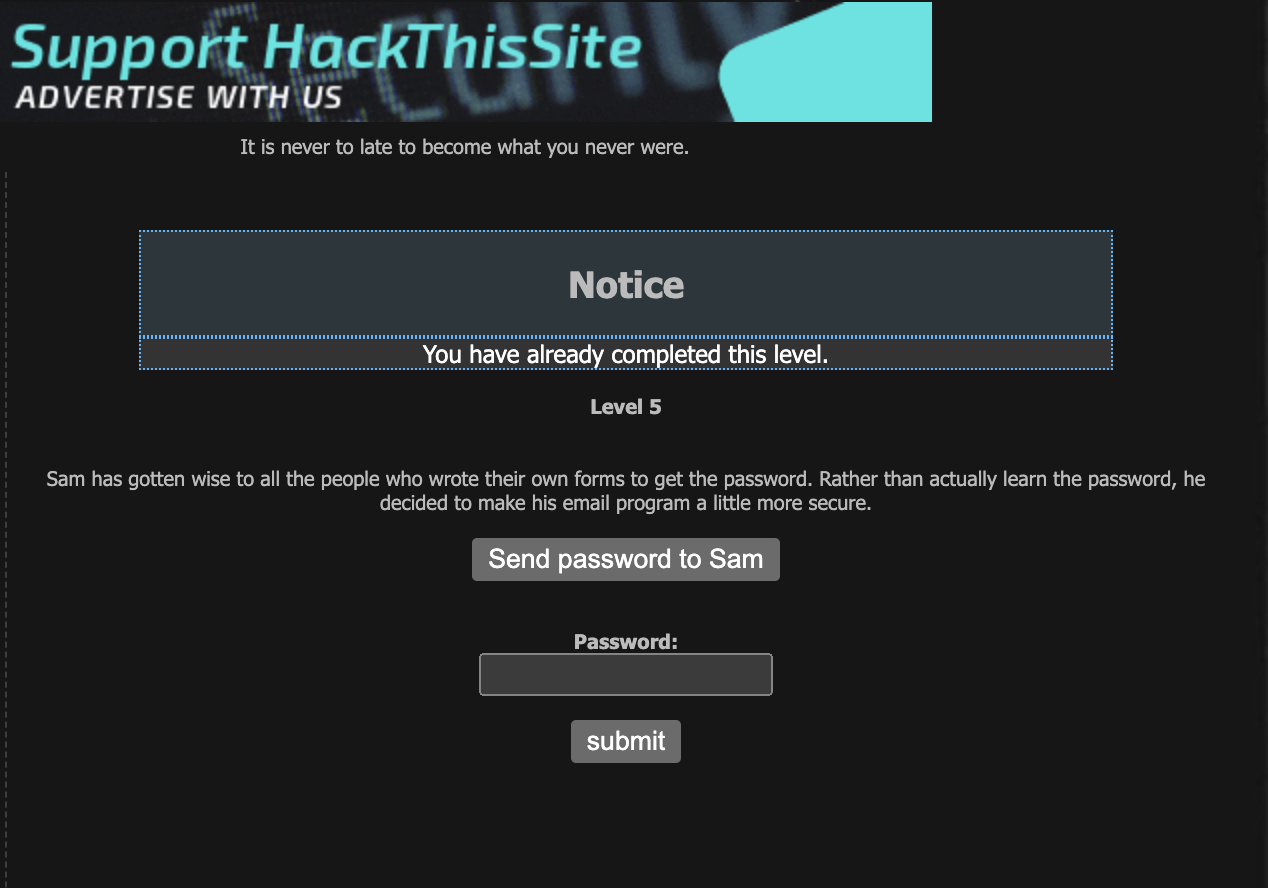 Support HackThisSite
ADVERTISE WITH US
It is never to late to become what you never were.
Notice
You have already completed this level.
Level 5
Sam has gotten wise to all the people who wrote their own forms to get the password. Rather than actually learn the password, he
decided to make his email program a little more secure.
Send password to Sam
Password:
submit